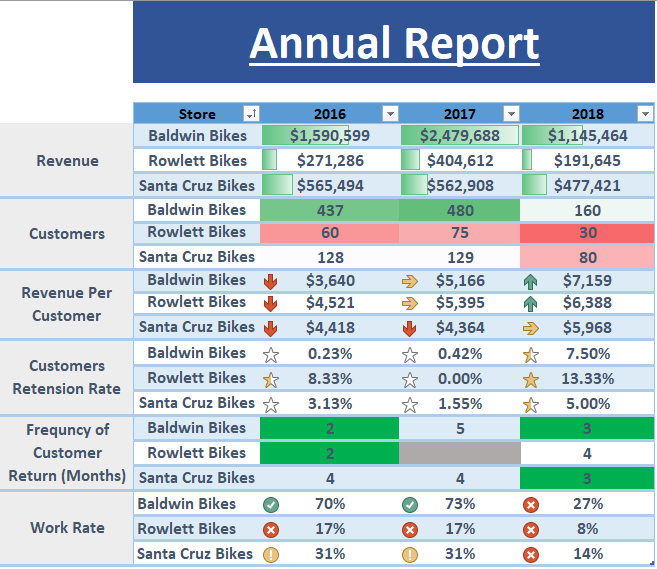 Annual Report
Store 2016 2017 2018
Revenue
Baldwin Bikes $1,590,599 $2,479,688 $1,145,464
Rowlett Bikes $271,286 $404,612 $191,645
Santa Cruz Bikes $565,494 $562,908 $477,421
Customers
Baldwin Bikes 437 480 160
Rowlett Bikes 60 75 30
Santa Cruz Bikes 128 129 80
Revenue Per
Customer
Baldwin Bikes $3,640 $5,166 $7,159
Rowlett Bikes $4,521 $5,395 $6,388
Santa Cruz Bikes $4,418 $4,364 $5,968
Customers
Retension Rate
Baldwin Bikes 0.23% 0.42% 7.50%
Rowlett Bikes 8.33% 0.00% 13.33%
Santa Cruz Bikes 3.13% 1.55% 5.00%
Frequncy of
Customer
Return (Months)
Baldwin Bikes 2 5 3
Rowlett Bikes 2 4
Santa Cruz Bikes 4 4 3
Work Rate
Baldwin Bikes 70% 73% 27%
Rowlett Bikes 17% 17% 8%
Santa Cruz Bikes 31% 31% 14%